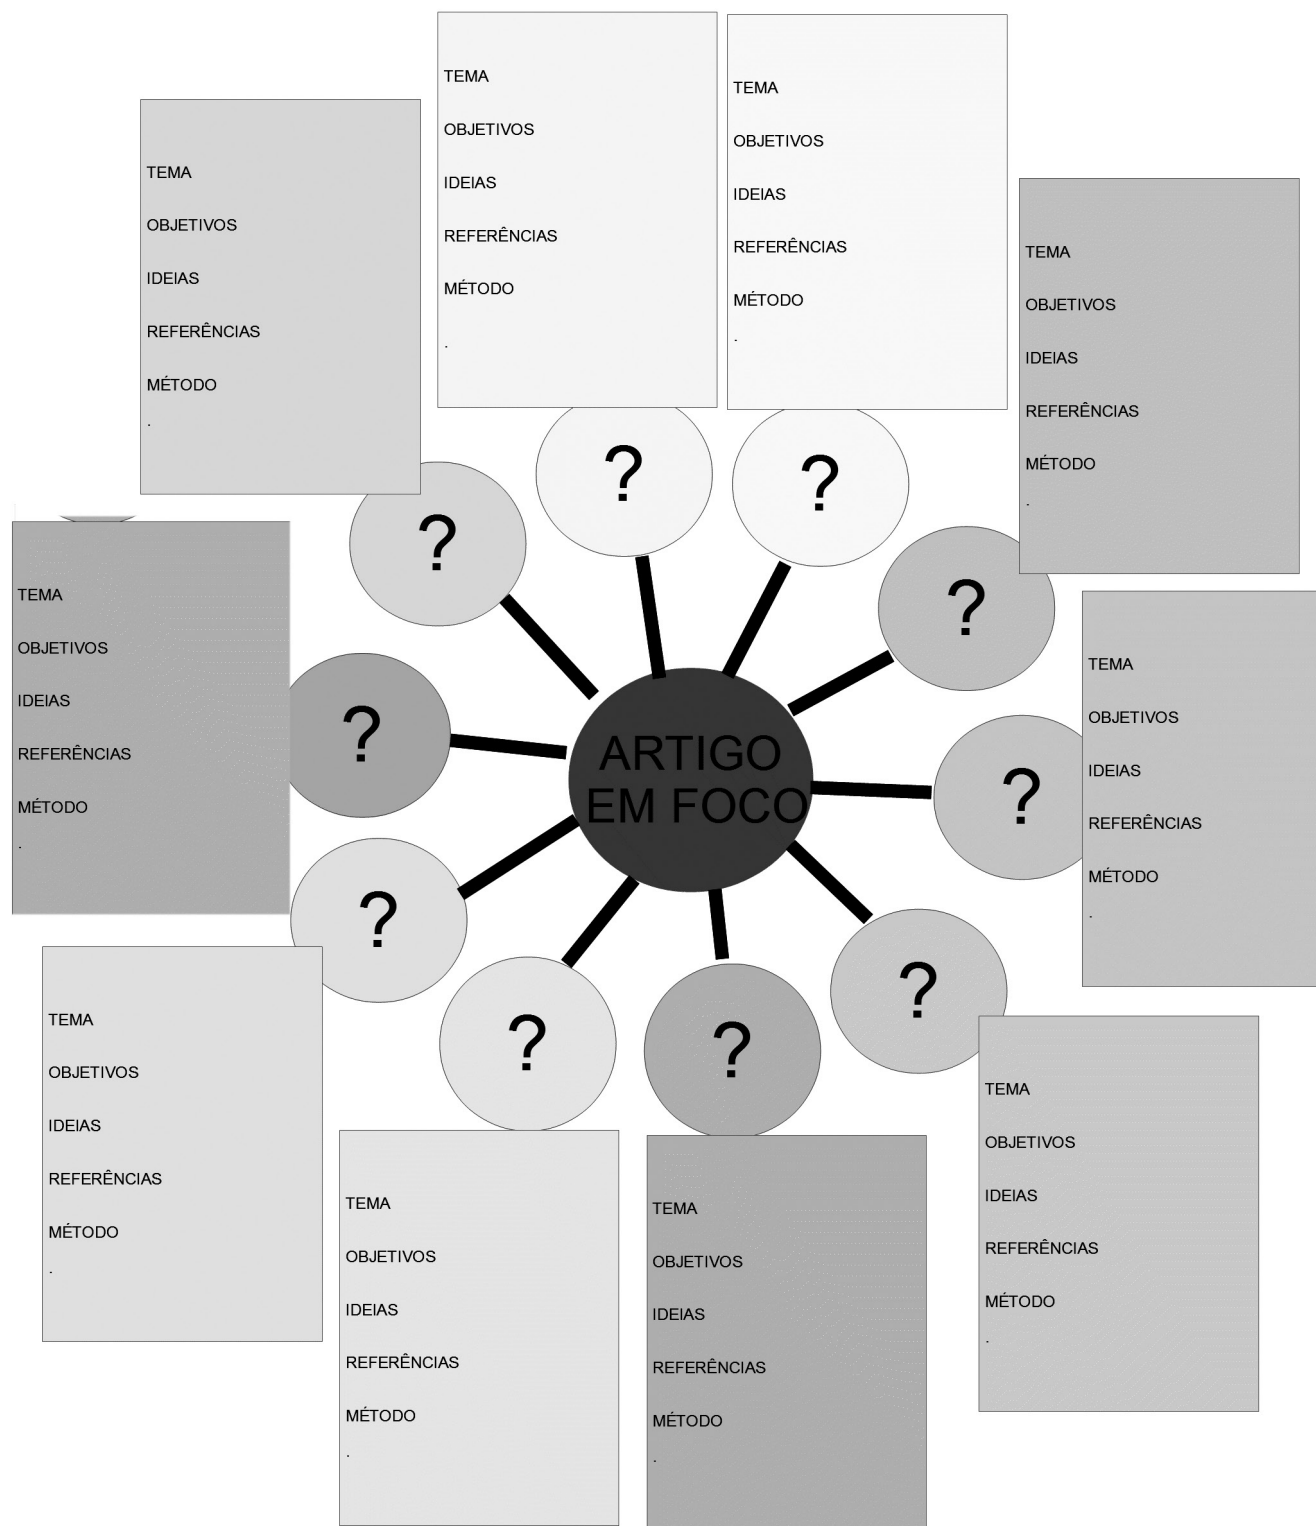 TEMA
OBJETIVOS
IDEIAS
REFERÊNCIAS
MÉTODO
.
TEMA
OBJETIVOS
IDEIAS
REFERÊNCIAS
MÉTODO
.
TEMA
OBJETIVOS
IDEIAS
REFERÊNCIAS
MÉTODO
.
TEMA
OBJETIVOS
IDEIAS
REFERÊNCIAS
MÉTODO
.
?
?
?
?
TEMA
OBJETIVOS
IDEIAS
REFERÊNCIAS
MÉTODO
.
?
ARTIGO
EM FOCO
?
TEMA
OBJETIVOS
IDEIAS
REFERÊNCIAS
MÉTODO
.
?
?
?
?
TEMA
OBJETIVOS
IDEIAS
REFERÊNCIAS
MÉTODO
.
TEMA
OBJETIVOS
IDEIAS
REFERÊNCIAS
MÉTODO
.
TEMA
OBJETIVOS
IDEIAS
REFERÊNCIAS
MÉTODO
.
TEMA
OBJETIVOS
IDEIAS
REFERÊNCIAS
MÉTODO
.